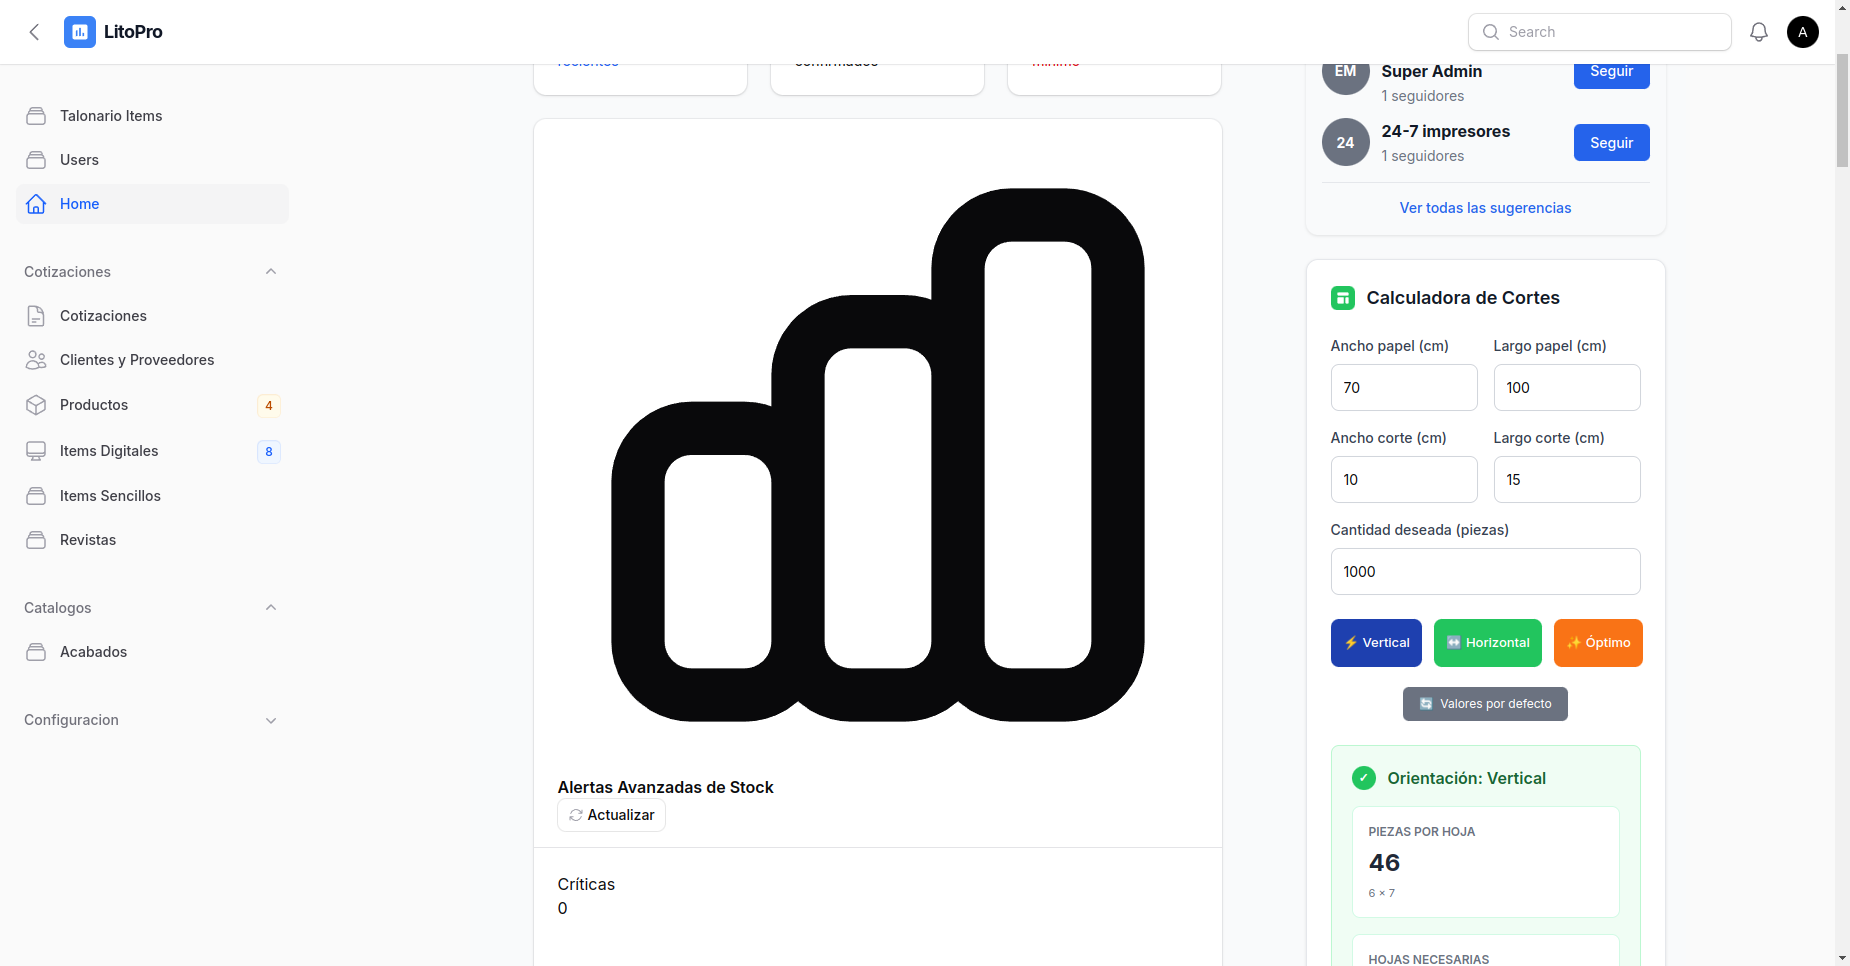 LitoPro
Search
A
Talonario Items
Users
Home
Cotizaciones
Cotizaciones
Clientes y Proveedores
Productos
4
Items Digitales
8
Items Sencillos
Revistas
Catalogos
Acabados
Configuracion
recientes
confirmados
mínimo
Alertas Avanzadas de Stock
Actualizar
Críticas
0
EM
Super Admin
1 seguidores
Seguir
24
24-7 impresores
1 seguidores
Seguir
Ver todas las sugerencias
Calculadora de Cortes
Ancho papel (cm)
Largo papel (cm)
70
100
Ancho corte (cm)
Largo corte (cm)
10
15
Cantidad deseada (piezas)
1000
⚡ Vertical
↔ Horizontal
✨ Óptimo
🔄 Valores por defecto
✓ Orientación: Vertical
PIEZAS POR HOJA
46
6 × 7
HOJAS NECESARIAS